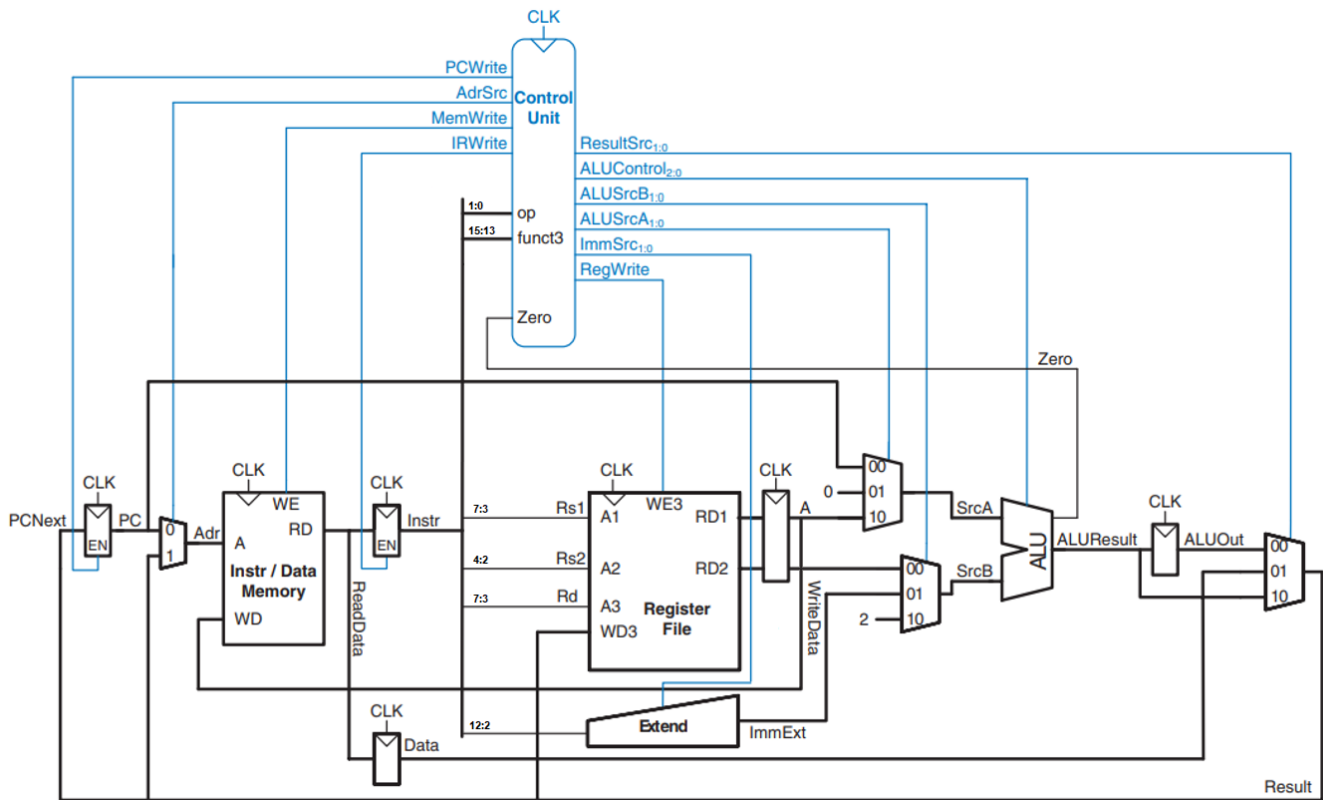 CLK
PCWrite
AdrSrc
MemWrite
IRWrite
Control
Unit
ResultSrc1:0
ALUControl2:0
ALUSrcB1:0
ALUSrcA1:0
ImmSrc1:0
RegWrite
1:0
op
15:13
funct3
Zero
Zero
CLK
PCNext
EN
PC
0
1
Adr
CLK
WE
RD
A
Instr / Data
Memory
WD
CLK
EN
Instr
ReadData
CLK
Data
7:3
Rs1
4:2
Rs2
7:3
Rd
12:2
CLK
WE3
A1
RD1
A2
RD2
A3
WD3
Register
File
Extend
ImmExt
CLK
A
WriteData
0
00
01
10
SrcA
00
01
2
10
SrcB
ALU
ALUResult
CLK
ALUOut
00
01
10
Result